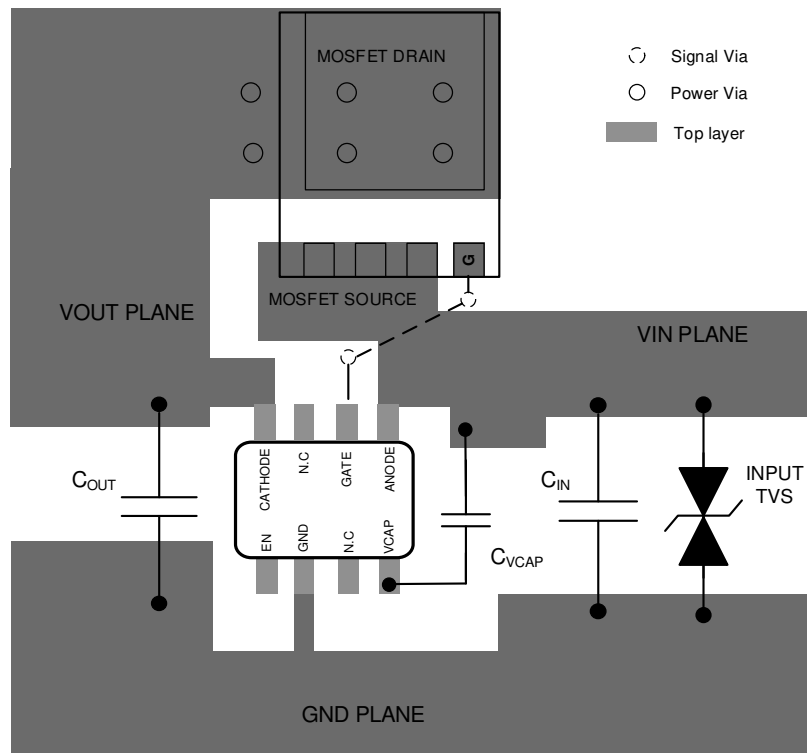 MOSFET DRAIN
Signal Via
Power Via
Top layer
G
MOSFET SOURCE
VOUT PLANE
VIN PLANE
CATHODE
N.C
GATE
ANODE
COUT
CIN
INPUT
TVS
EN
GND
N.C
VCAP
CVCAP
GND PLANE